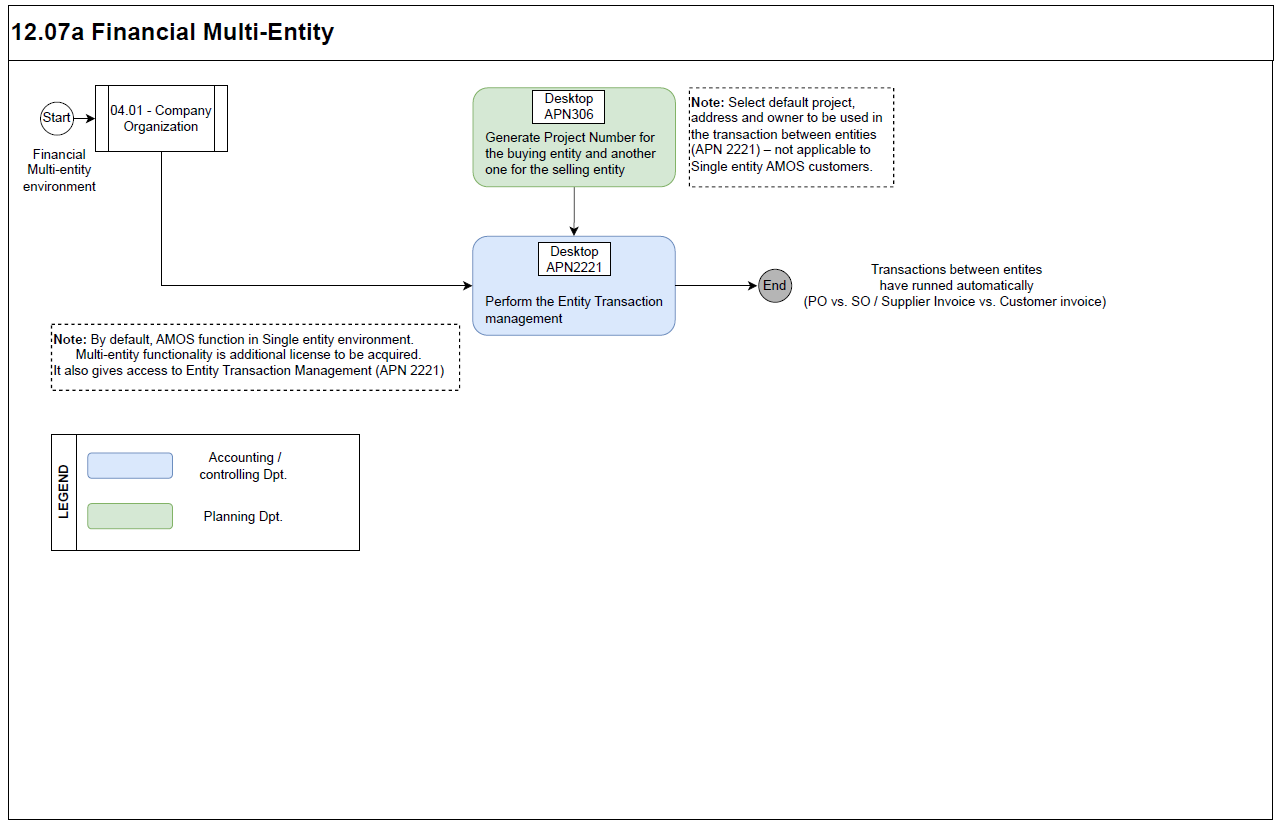 12.07a Financial Multi-Entity
Start
Financial
Multi-entity
environment
04.01 - Company
Organization
Desktop
APN306
Generate Project Number for
the buying entity and another
one for the selling entity
Note: Select default project,
address and owner to be used in
the transaction between entities
(APN 2221) – not applicable to
Single entity AMOS customers.
Desktop
APN2221
Perform the Entity Transaction
management
End
Transactions between entites
have runned automatically
(PO vs. SO / Supplier Invoice vs. Customer invoice)
Note: By default, AMOS function in Single entity environment.
Multi-entity functionality is additional license to be acquired.
It also gives access to Entity Transaction Management (APN 2221)
LEGEND
Accounting /
controlling Dpt.
Planning Dpt.